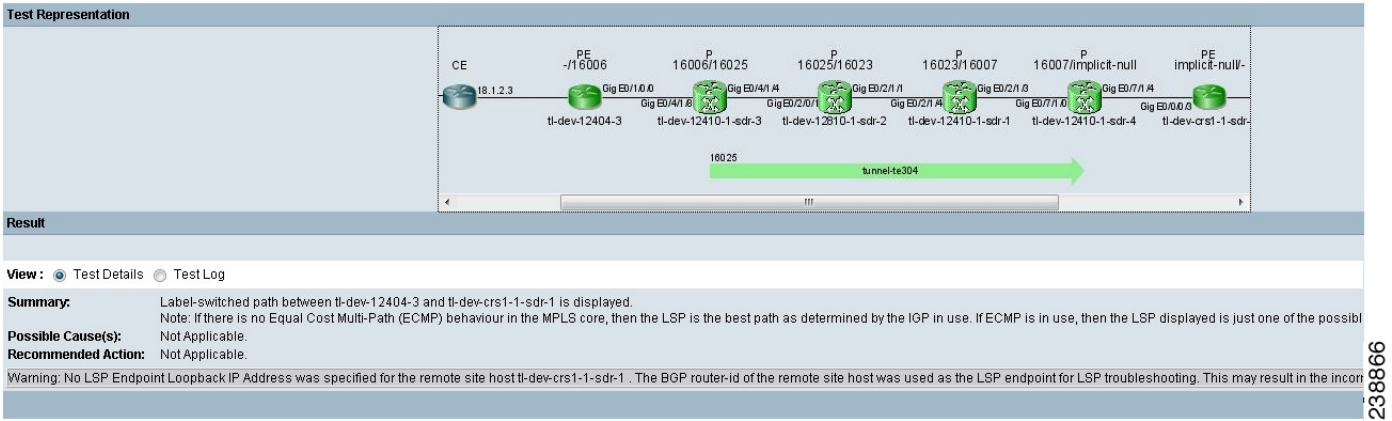 Test Representation
CE
PE
-/16006
P
16006/16025
P
16025/16023
P
16023/16007
P
16007/implicit-null
PE
implicit-null/-
18.1.2.3
Gig E0/1/0.0
Gig E0/4/1.8
Gig E0/4/1/4
Gig E0/2/0/1
Gig E0/2/1/1
Gig E0/2/1/4
Gig E0/2/1/3
Gig E0/7/1.0
Gig E0/7/1/4
Gig E0/0/0/3
tl-dev-12404-3
tl-dev-12410-1-sdr-3
tl-dev-12810-1-sdr-2
tl-dev-12410-1-sdr-1
tl-dev-12410-1-sdr-4
tl-dev-crs1-1-sdr-
16025
tunnel-te304
Result
View : Test Details Test Log
Summary: Label-switched path between tl-dev-12404-3 and tl-dev-crs1-1-sdr-1 is displayed.
Note: If there is no Equal Cost Multi-Path (ECMP) behaviour in the MPLS core, then the LSP is the best path as determined by the IGP in use. If ECMP is in use, then the LSP displayed is just one of the possibl
Possible Cause(s): Not Applicable.
Recommended Action: Not Applicable.
Warning: No LSP Endpoint Loopback IP Address was specified for the remote site host tl-dev-crs1-1-sdr-1 . The BGP router-id of the remote site host was used as the LSP endpoint for LSP troubleshooting. This may result in the incorr
238866